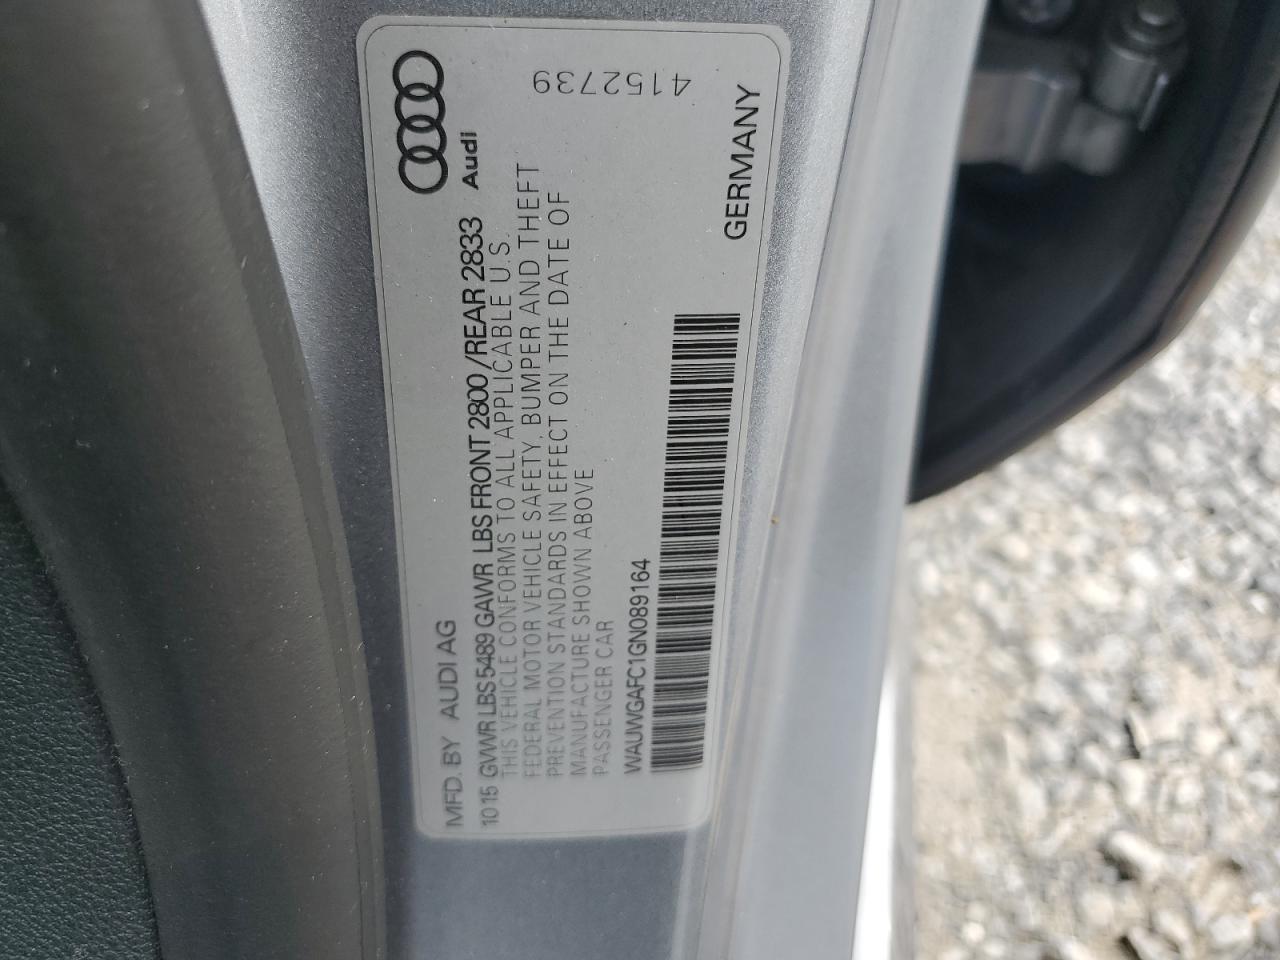 MFD. BY AUDI AG
Audi
10 15 GVWR LBS 5489 GAWR LBS FRONT 2800 /REAR 2833
THIS VEHICLE CONFORMS TO ALL APPLICABLE U.S.
FEDERAL MOTOR VEHICLE SAFETY, BUMPER AND THEFT
PREVENTION STANDARDS IN EFFECT ON THE DATE OF
MANUFACTURE SHOWN ABOVE
PASSENGER CAR
WAUWGAFC1GN089164
GERMANY
4152739